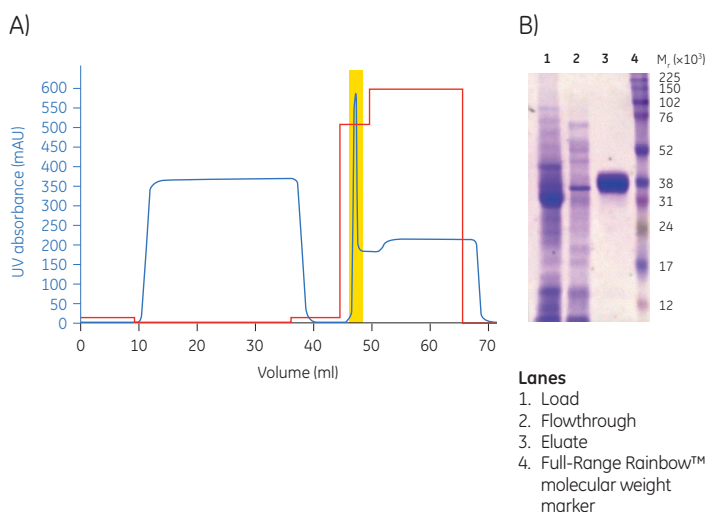 A)
UV absorbance (mAU)
600
550
500
450
400
350
300
250
200
150
100
50
0
0 10 20 30 40 50 60 70
Volume (ml)
B)
1 2 3 4 Mr (×10³)
225
150
102
76
52
38
31
24
17
12
Lanes
1. Load
2. Flowthrough
3. Eluate
4. Full-Range Rainbow™
molecular weight
marker